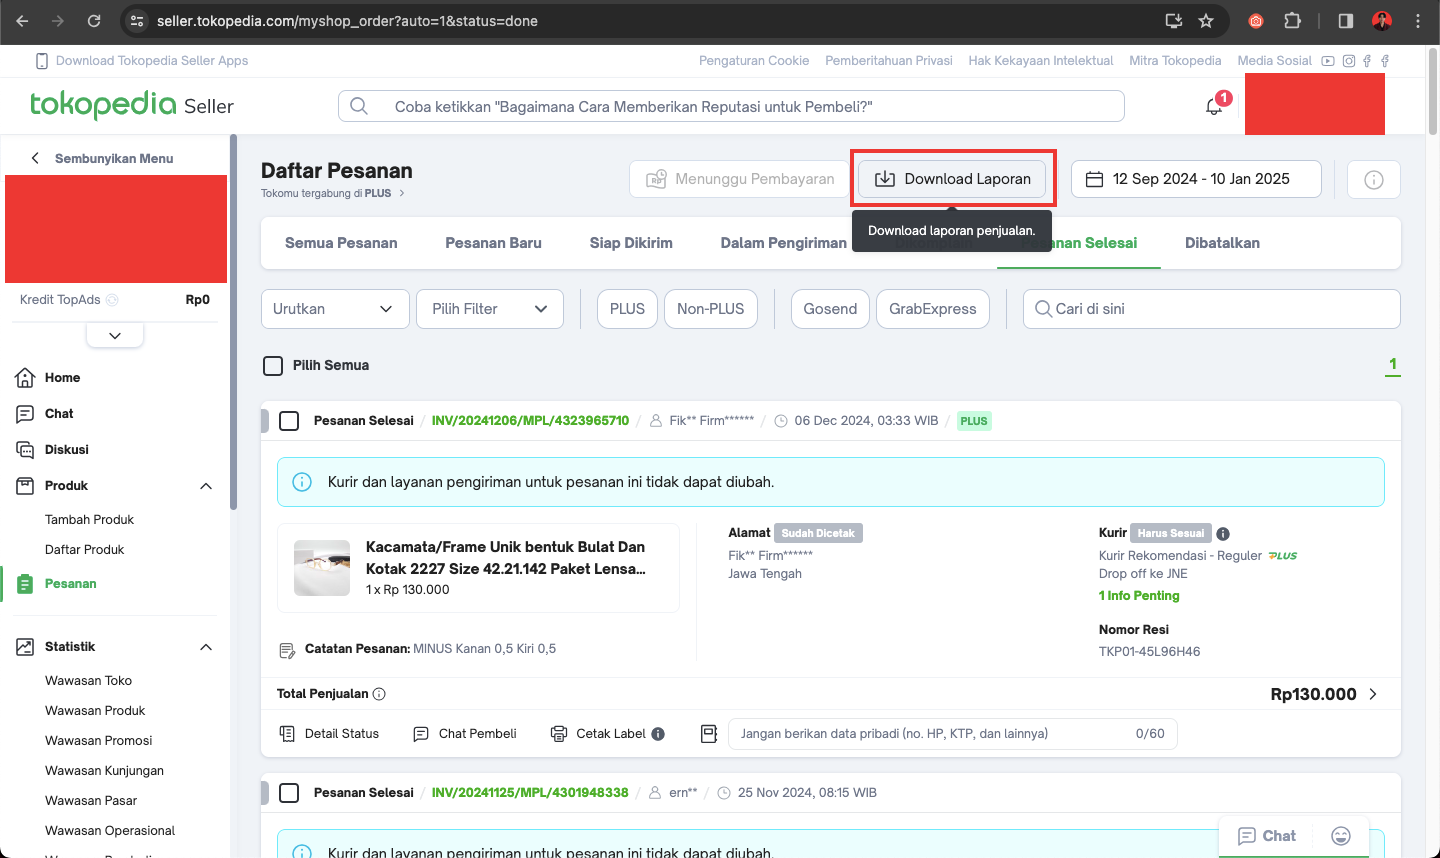 seller.tokopedia.com/myshop_order?auto=1&status=done
Download Tokopedia Seller Apps
Pengaturan Cookie Pemberitahuan Privasi Hak Kekayaan Intelektual Mitra Tokopedia Media Sosial
tokopedia Seller
Coba ketikkan "Bagaimana Cara Memberikan Reputasi untuk Pembeli?"
1
Sembunyikan Menu
Kredit TopAds Rp0
Home
Chat
Diskusi
Produk
Tambah Produk
Daftar Produk
Pesanan
Statistik
Wawasan Toko
Wawasan Produk
Wawasan Promosi
Wawasan Kunjungan
Wawasan Pasar
Wawasan Operasional
Daftar Pesanan
Tokomu tergabung di PLUS
Menunggu Pembayaran
Download Laporan
12 Sep 2024 - 10 Jan 2025
Download laporan penjualan.
Semua Pesanan Pesanan Baru Siap Dikirim Dalam Pengiriman Dikomplain Pesanan Selesai Dibatalkan
Urutkan Pilih Filter PLUS Non-PLUS Gosend GrabExpress Cari di sini
Pilih Semua 1
Pesanan Selesai / INV/20241206/MPL/4323965710 / Fik** Firm****** / 06 Dec 2024, 03:33 WIB / PLUS
Kurir dan layanan pengiriman untuk pesanan ini tidak dapat diubah.
Kacamata/Frame Unik bentuk Bulat Dan
Kotak 2227 Size 42.21.142 Paket Lensa...
1 x Rp 130.000
Catatan Pesanan: MINUS Kanan 0,5 Kiri 0,5
Alamat Sudah Dicetak
Fik** Firm******
Jawa Tengah
Kurir Harus Sesuai
Kurir Rekomendasi - Reguler PLUS
Drop off ke JNE
1 Info Penting
Nomor Resi
TKP01-45L96H46
Total Penjualan Rp130.000
Detail Status Chat Pembeli Cetak Label Jangan berikan data pribadi (no. HP, KTP, dan lainnya) 0/60
Pesanan Selesai / INV/20241125/MPL/4301948338 / ern** / 25 Nov 2024, 08:15 WIB
Kurir dan layanan pengiriman untuk pesanan ini tidak dapat diubah.
Chat